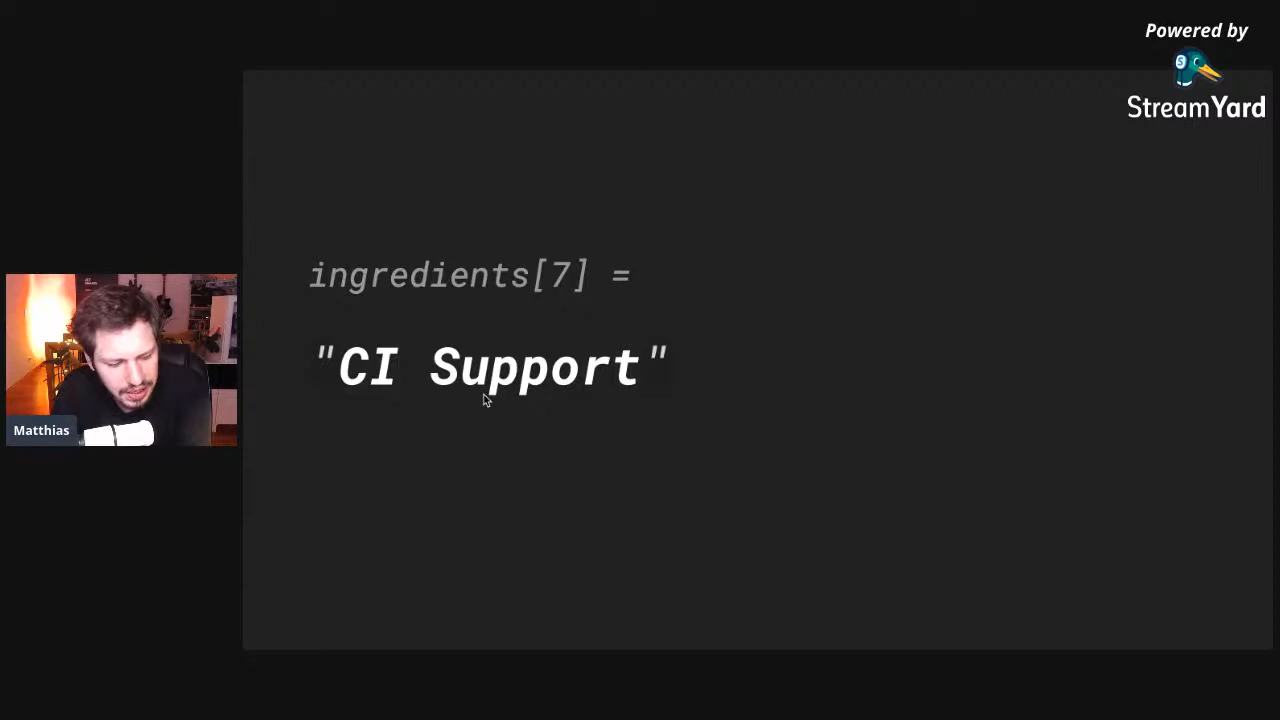 Powered by
StreamYard
ingredients[7] =
"CI Support"
Matthias